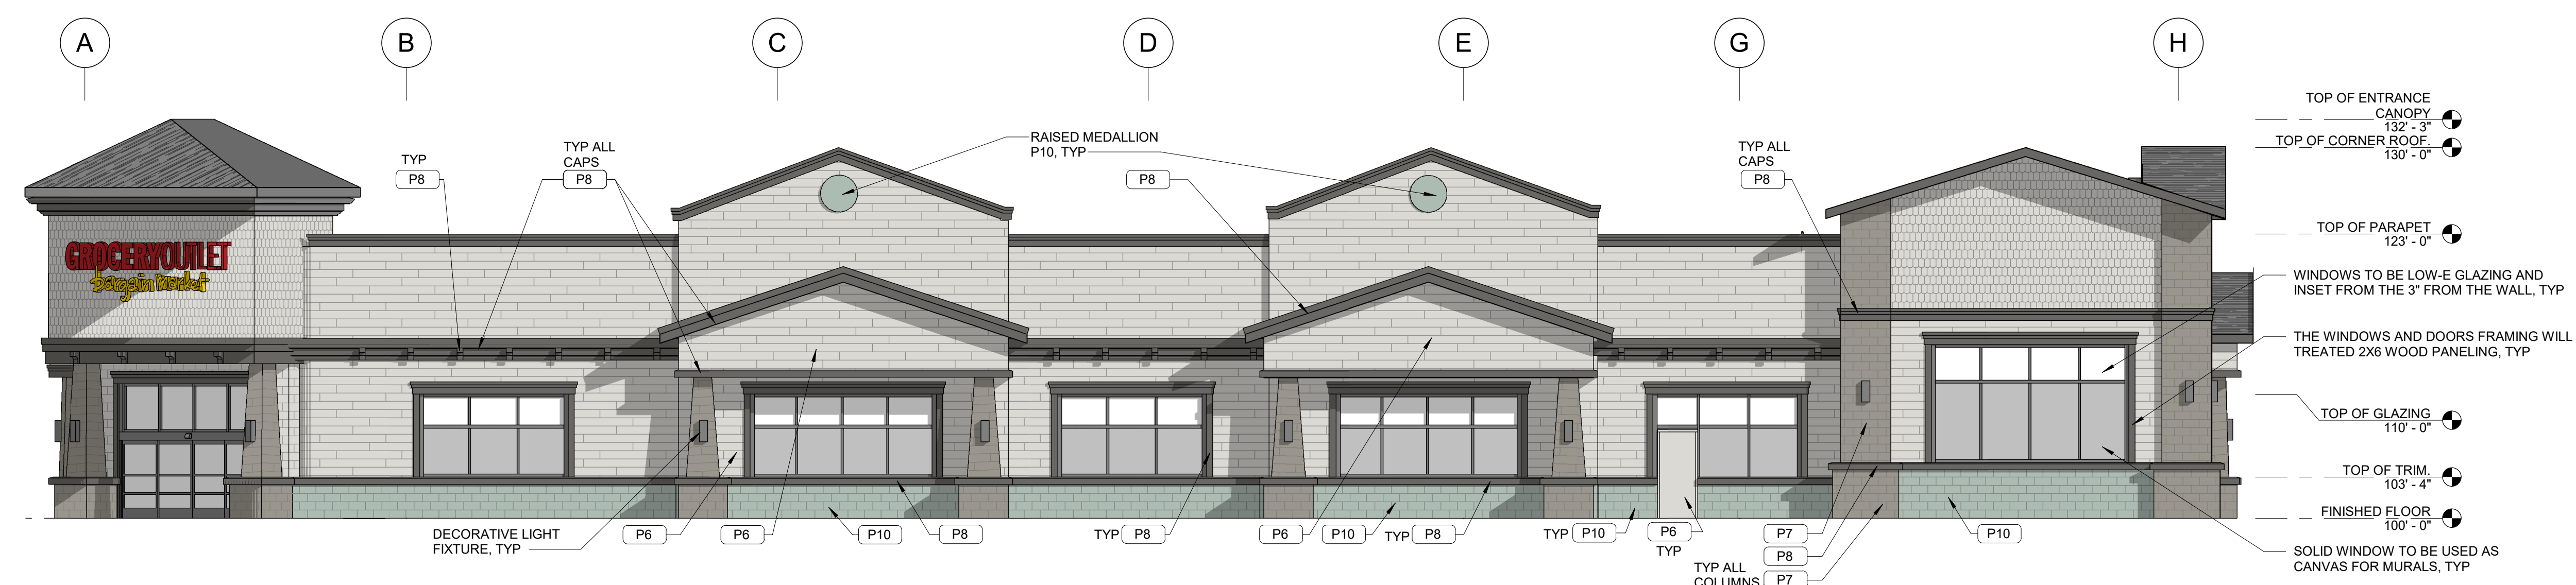 A
B
C
D
E
G
H
TOP OF ENTRANCE
CANOPY
132' - 3"
TOP OF CORNER ROOF.
130' - 0"
RAISED MEDALLION
P10, TYP
TYP
P8
TYP ALL
CAPS
P8
P8
TYP ALL
CAPS
P8
TOP OF PARAPET
123' - 0"
GROCERY OUTLET
bargain market
WINDOWS TO BE LOW-E GLAZING AND
INSET FROM THE 3" FROM THE WALL, TYP
THE WINDOWS AND DOORS FRAMING WILL
TREATED 2X6 WOOD PANELING, TYP
TOP OF GLAZING
110' - 0"
TOP OF TRIM.
103' - 4"
FINISHED FLOOR
100' - 0"
DECORATIVE LIGHT
FIXTURE, TYP
P6
P6
P10
P8
TYP P8
P6
P10
TYP P8
TYP P10
P6
TYP
P7
P8
TYP ALL
COLUMNS P7
P10
SOLID WINDOW TO BE USED AS
CANVAS FOR MURALS, TYP